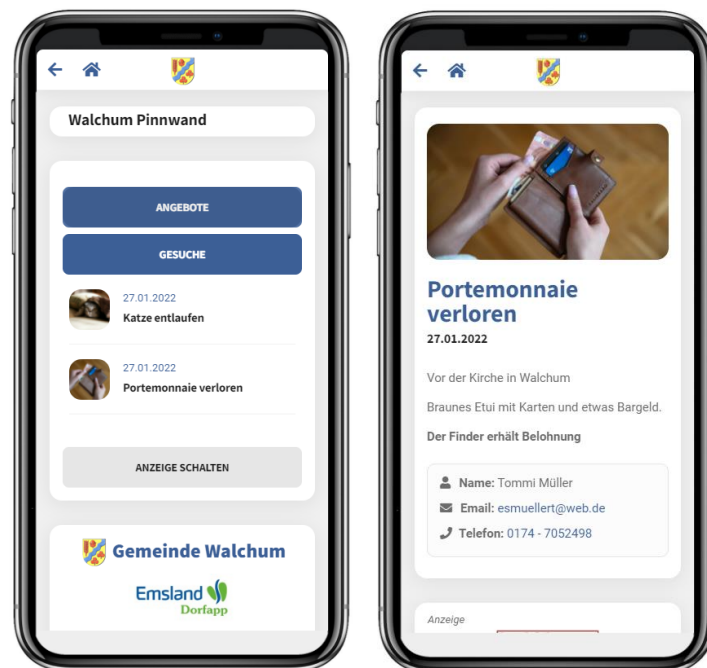 Walchum Pinnwand
ANGEBOTE
GESUCHE
27.01.2022
Katze entlaufen
27.01.2022
Portemonnaie verloren
ANZEIGE SCHALTEN
Gemeinde Walchum
Emsland
Dorfapp
Portemonnaie
verloren
27.01.2022
Vor der Kirche in Walchum
Braunes Etui mit Karten und etwas Bargeld.
Der Finder erhält Belohnung
Name: Tommi Müller
Email: esmuellert@web.de
Telefon: 0174 - 7052498
Anzeige